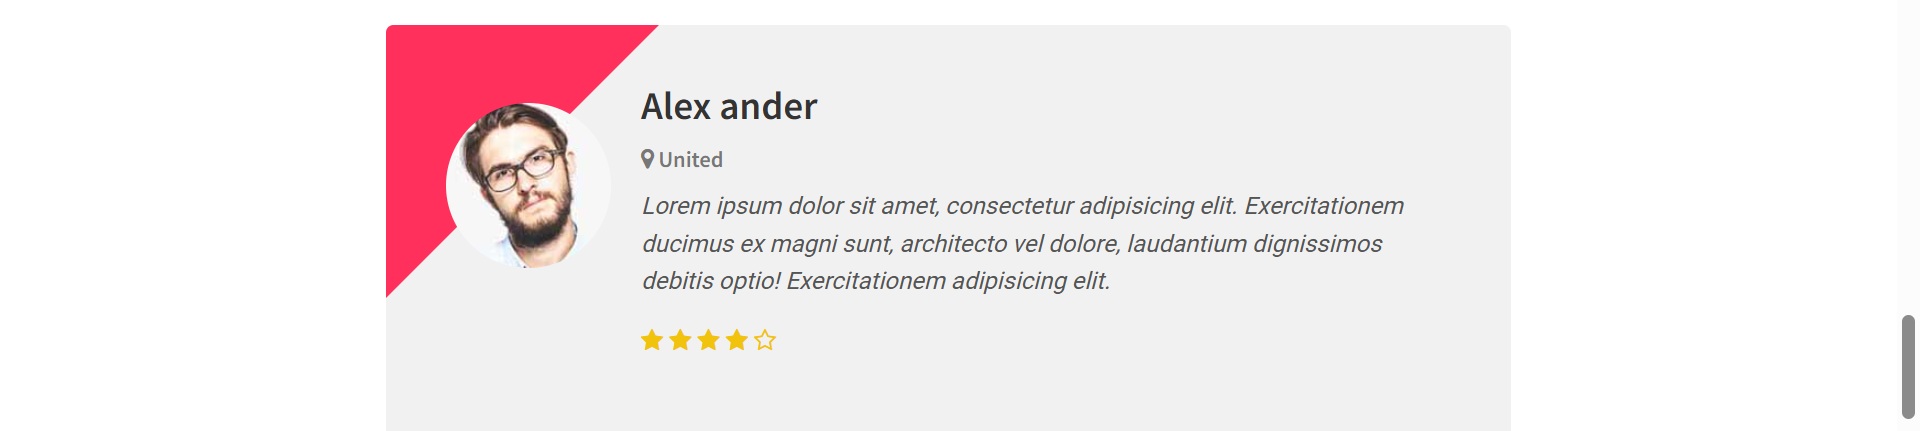 Alex ander
United
Lorem ipsum dolor sit amet, consectetur adipisicing elit. Exercitationem
ducimus ex magni sunt, architecto vel dolore, laudantium dignissimos
debitis optio! Exercitationem adipisicing elit.